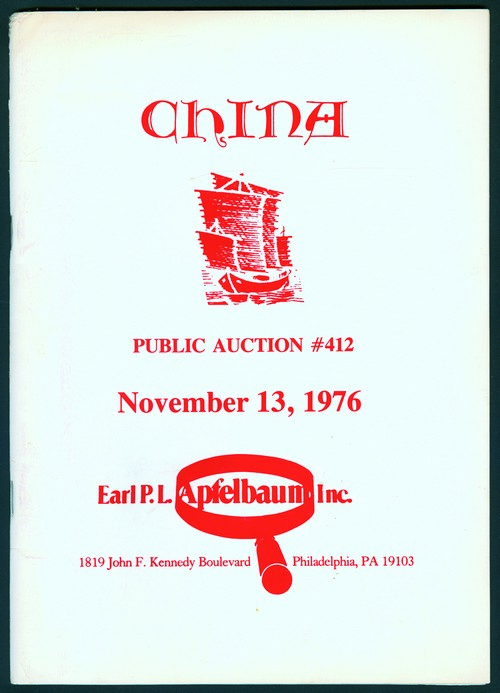 CHINA
PUBLIC AUCTION #412
November 13, 1976
Earl P.L. Apfelbaum Inc.
1819 John F. Kennedy Boulevard Philadelphia, PA 19103